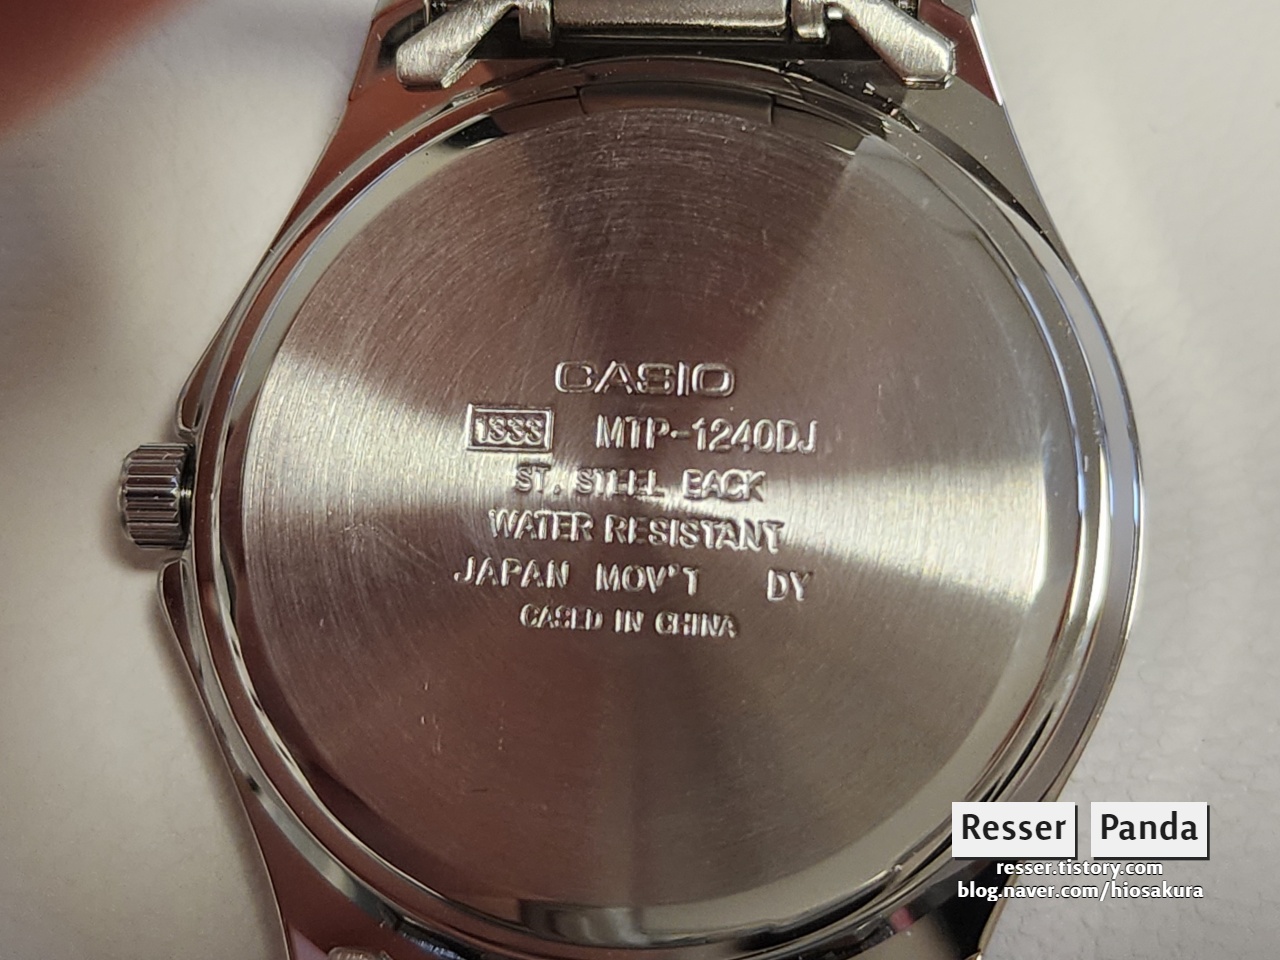 CASIO
1333 MTP-1240DJ
ST. STEEL BACK
WATER RESISTANT
JAPAN MOV'T DY
CASED IN CHINA
Resser Panda
resser.tistory.com
blog.naver.com/hiosakura